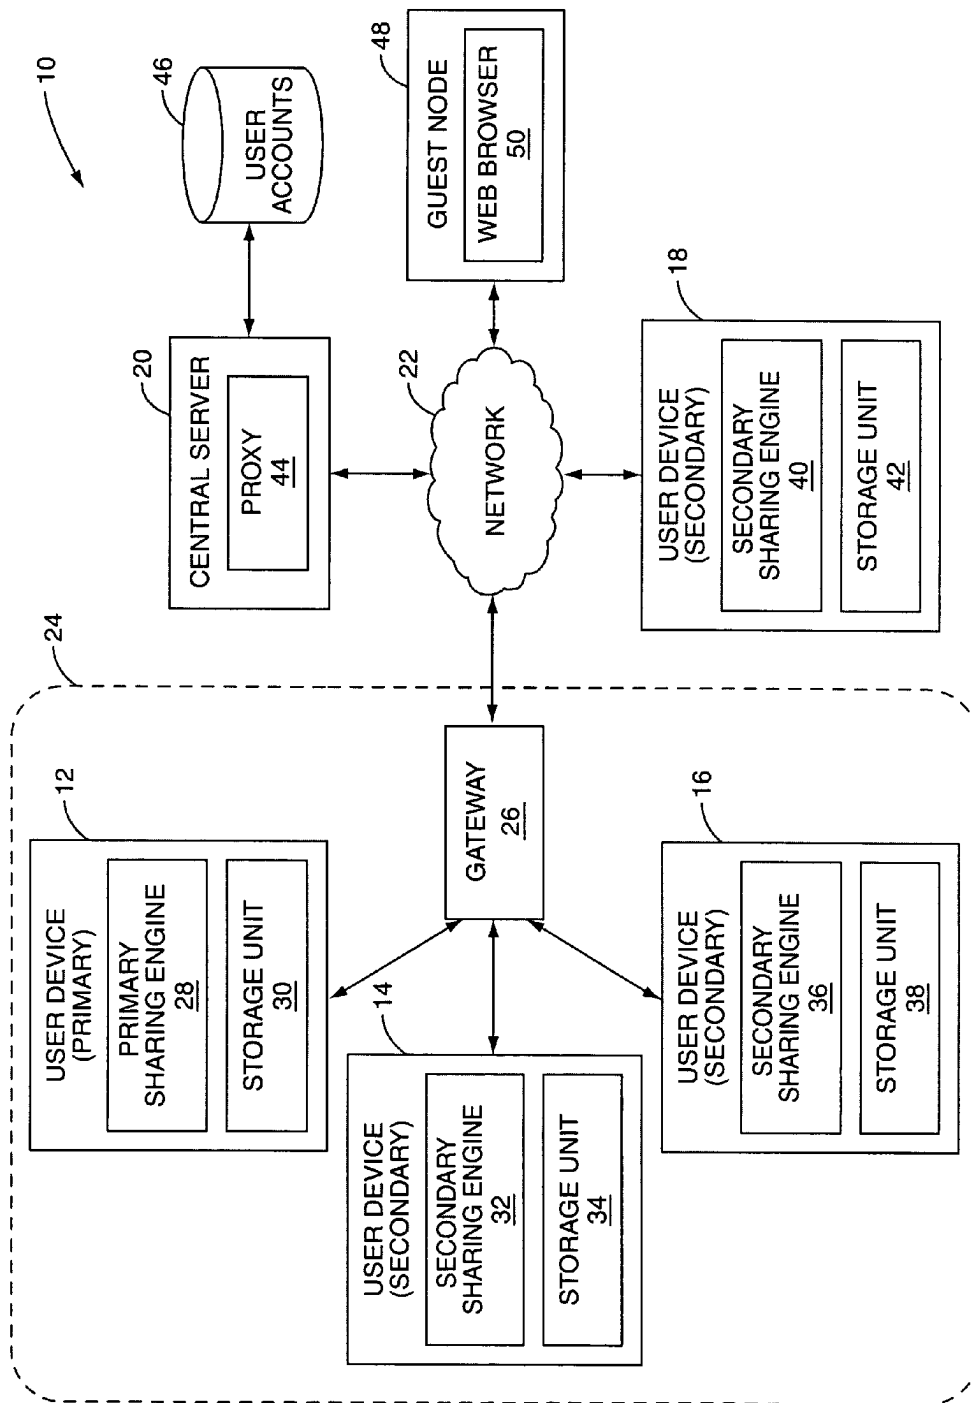 10
24
12
USER DEVICE
(PRIMARY)
PRIMARY
SHARING ENGINE
28
STORAGE UNIT
30
14
USER DEVICE
(SECONDARY)
SECONDARY
SHARING ENGINE
32
STORAGE UNIT
34
16
USER DEVICE
(SECONDARY)
SECONDARY
SHARING ENGINE
36
STORAGE UNIT
38
GATEWAY
26
22
NETWORK
20
CENTRAL SERVER
PROXY
44
46
USER
ACCOUNTS
48
GUEST NODE
WEB BROWSER
50
18
USER DEVICE
(SECONDARY)
SECONDARY
SHARING ENGINE
40
STORAGE UNIT
42